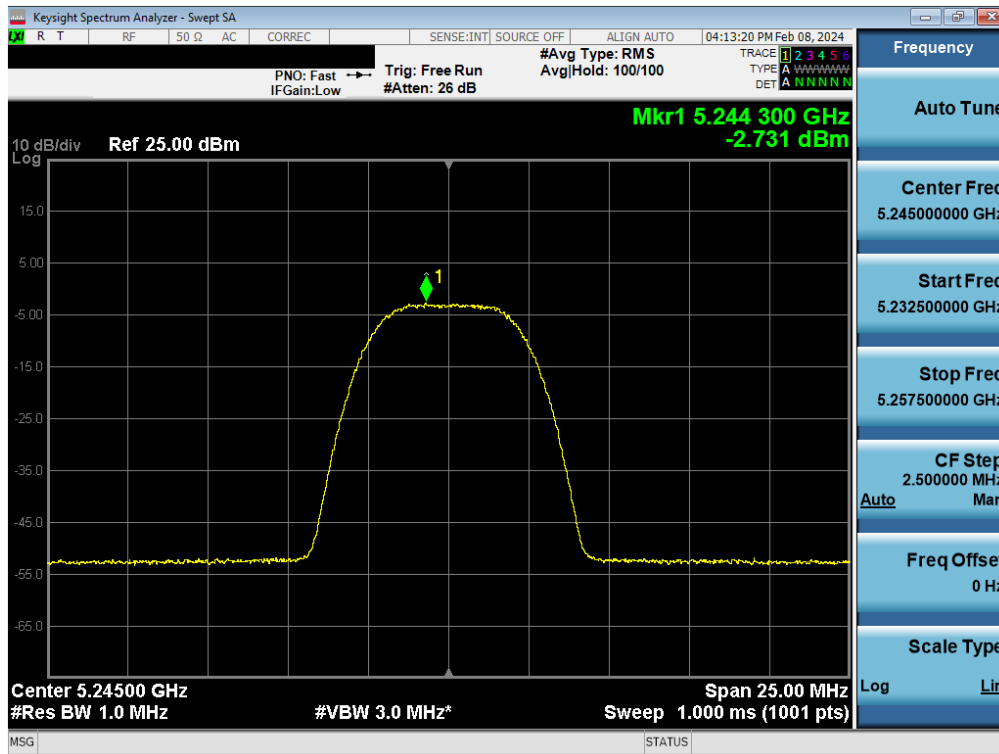 Keysight Spectrum Analyzer - Swept SA
LXI R T RF 50 Ω AC CORREC SENSE:INT SOURCE OFF ALIGN AUTO 04:13:20 PM Feb 08, 2024
PNO: Fast
IFGain:Low
Trig: Free Run
#Atten: 26 dB
#Avg Type: RMS
Avg|Hold: 100/100
TRACE 1 2 3 4 5 6
TYPE A WWWWW
DET A N N N N N
Mkr1 5.244 300 GHz
-2.731 dBm
10 dB/div Ref 25.00 dBm
Log
15.0
5.00
-5.00
-15.0
-25.0
-35.0
-45.0
-55.0
-65.0
1
Center 5.24500 GHz
Span 25.00 MHz
#Res BW 1.0 MHz
#VBW 3.0 MHz*
Sweep 1.000 ms (1001 pts)
MSG
STATUS
Frequency
Auto Tune
Center Freq
5.245000000 GHz
Start Freq
5.232500000 GHz
Stop Freq
5.257500000 GHz
CF Step
2.500000 MHz
Auto Man
Freq Offset
0 Hz
Scale Type
Log Lin